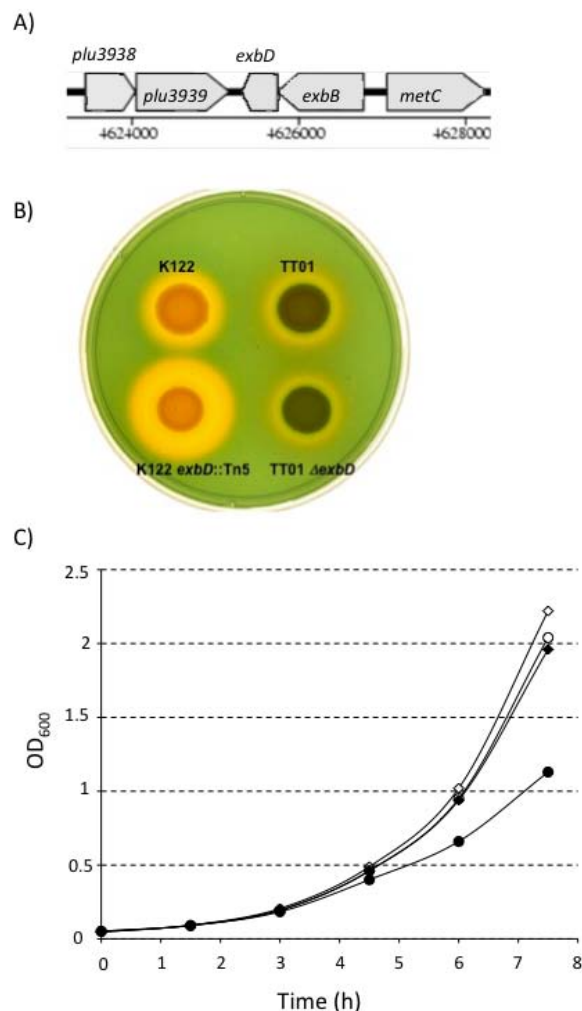 A)
plu3938 exbD
plu3939 exbB metC
4624000 4626000 4628000
B)
K122 TT01
K122 exbD::Tn5 TT01 ΔexbD
C)
2.5
2
1.5
1
0.5
0
OD600
0 1 2 3 4 5 6 7 8
Time (h)